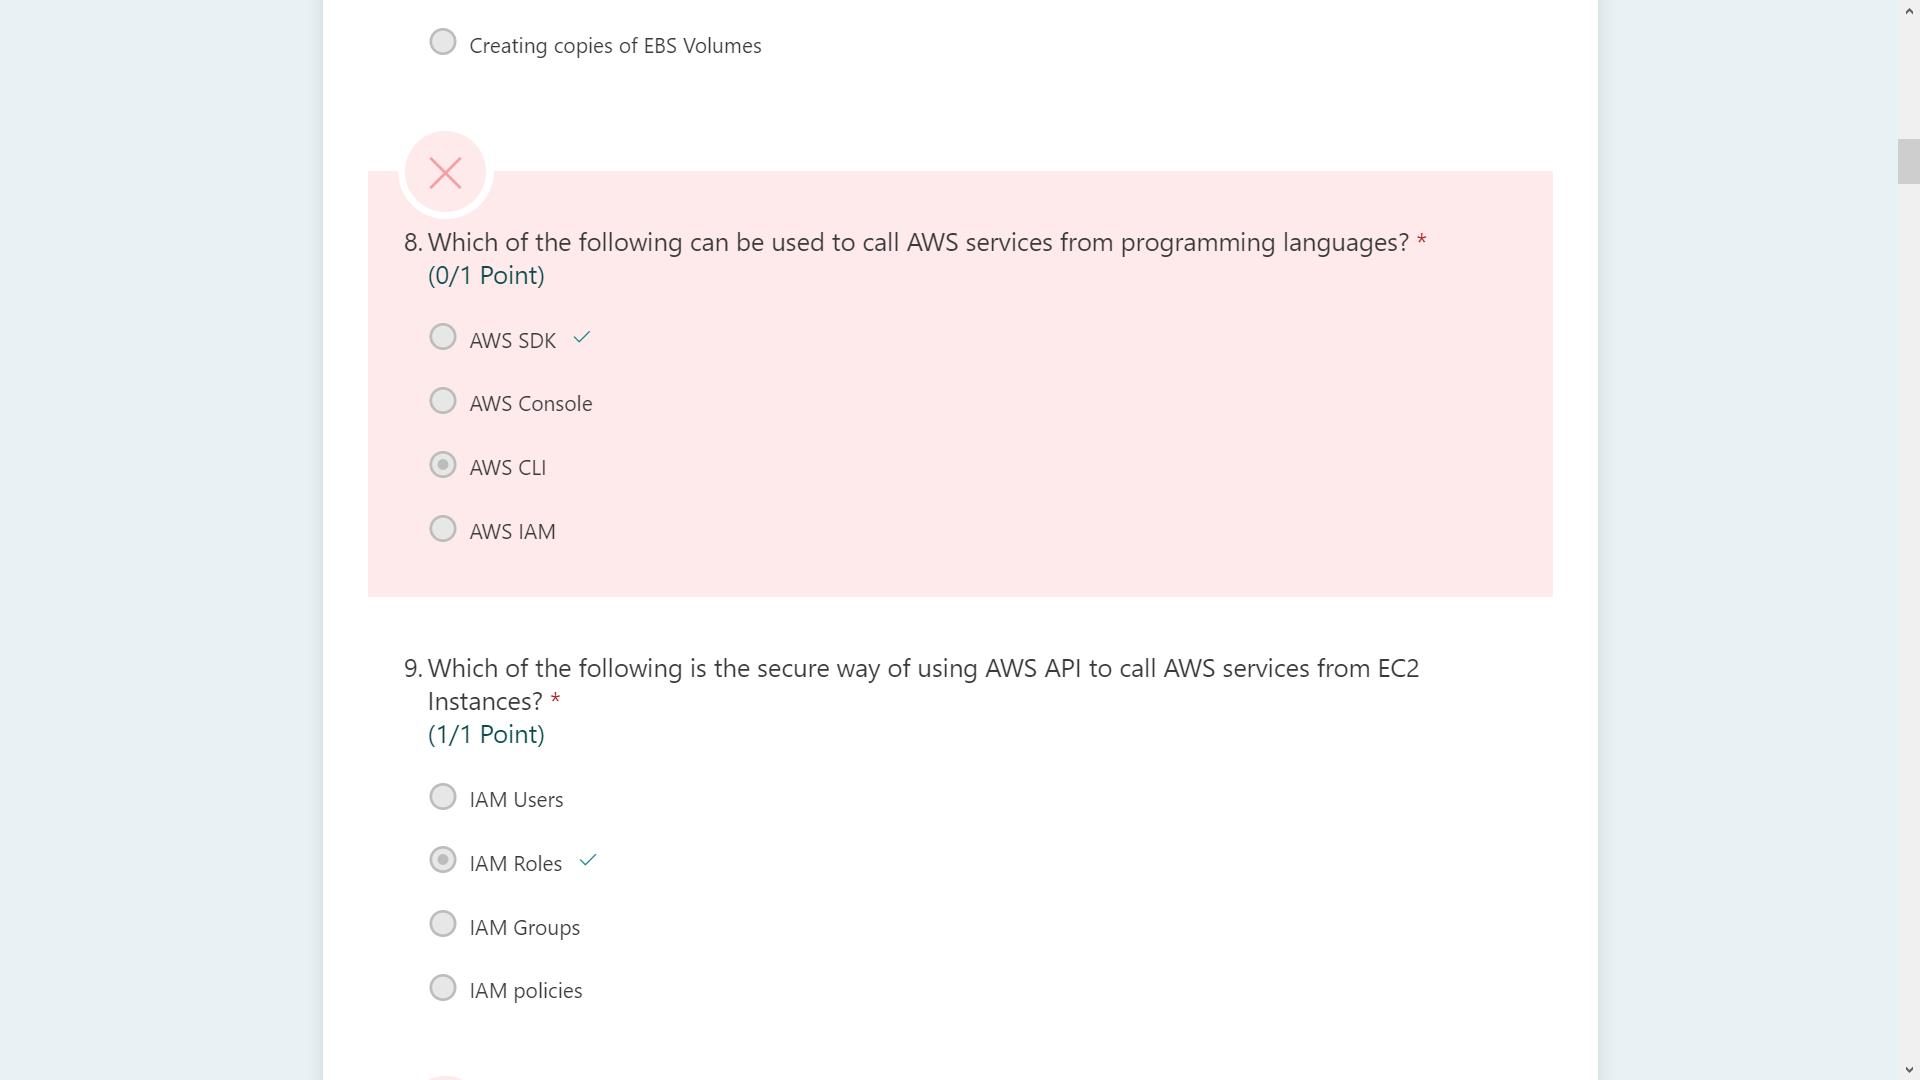 Creating copies of EBS Volumes
8. Which of the following can be used to call AWS services from programming languages? *
(0/1 Point)
AWS SDK
AWS Console
AWS CLI
AWS IAM
9. Which of the following is the secure way of using AWS API to call AWS services from EC2
Instances? *
(1/1 Point)
IAM Users
IAM Roles
IAM Groups
IAM policies